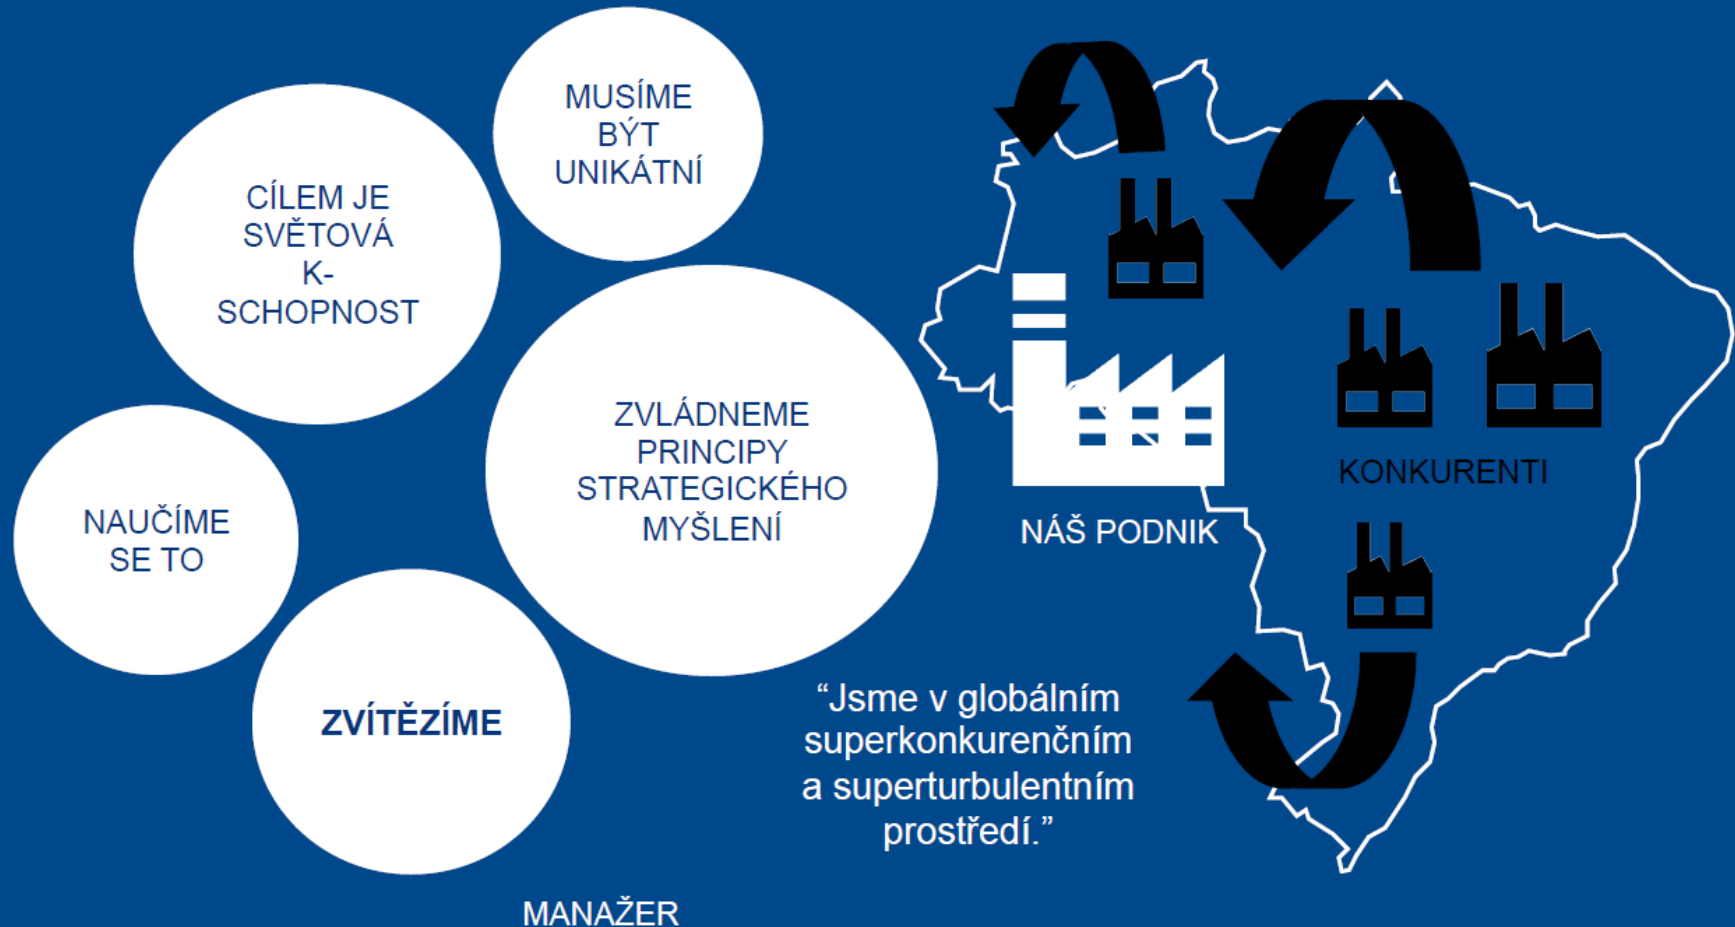 MUSÍME
BÝT
UNIKÁTNÍ
CÍLEM JE
SVĚTOVÁ
K-
SCHOPNOST
ZVLÁDNEME
PRINCIPY
STRATEGICKÉHO
MYŠLENÍ
NAUČÍME
SE TO
ZVÍTĚZÍME
KONKURENTI
NÁŠ PODNIK
“Jsme v globálním
superkonkurenčním
a superturbulentním
prostředí.”
MANAŽER